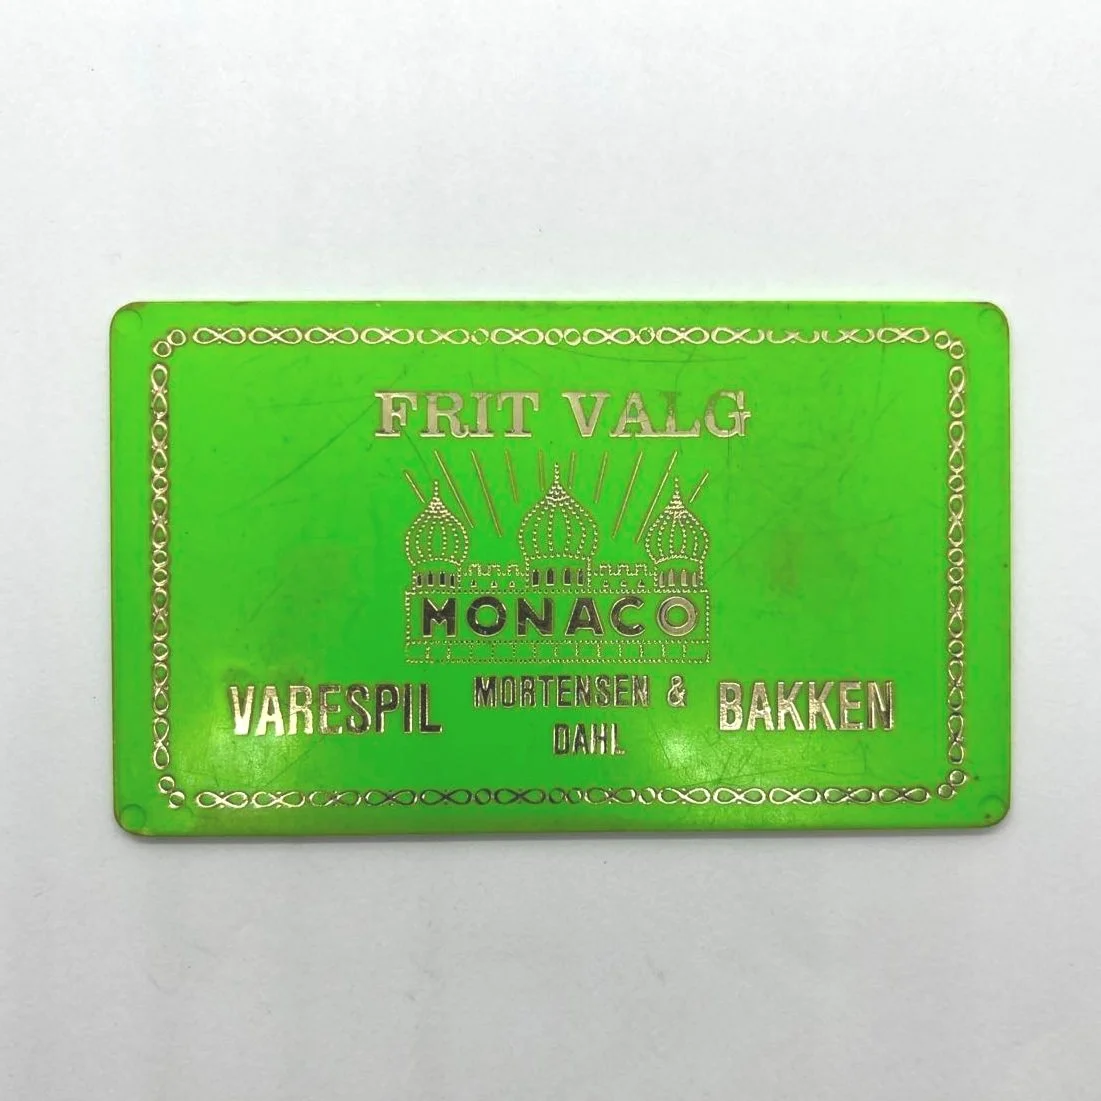 FRIT VALG
MONACO
VARESPIL
MORTENSEN &
DAHL
BAKKEN